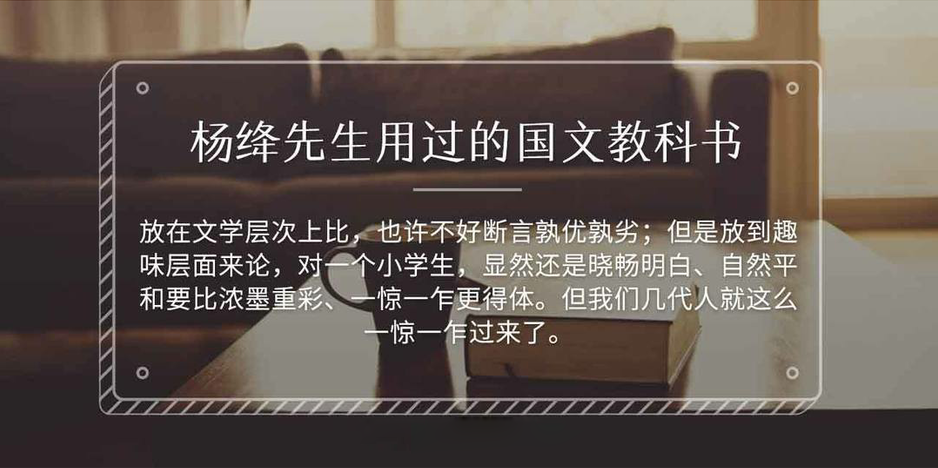 杨绛先生用过的国文教科书
放在文学层次上比，也许不好断言孰优孰劣；但是放到趣
味层面来论，对一个小学生，显然还是晓畅明白、自然平
和要比浓墨重彩、一惊一乍更得体。但我们几代人就这么
一惊一乍过来了。